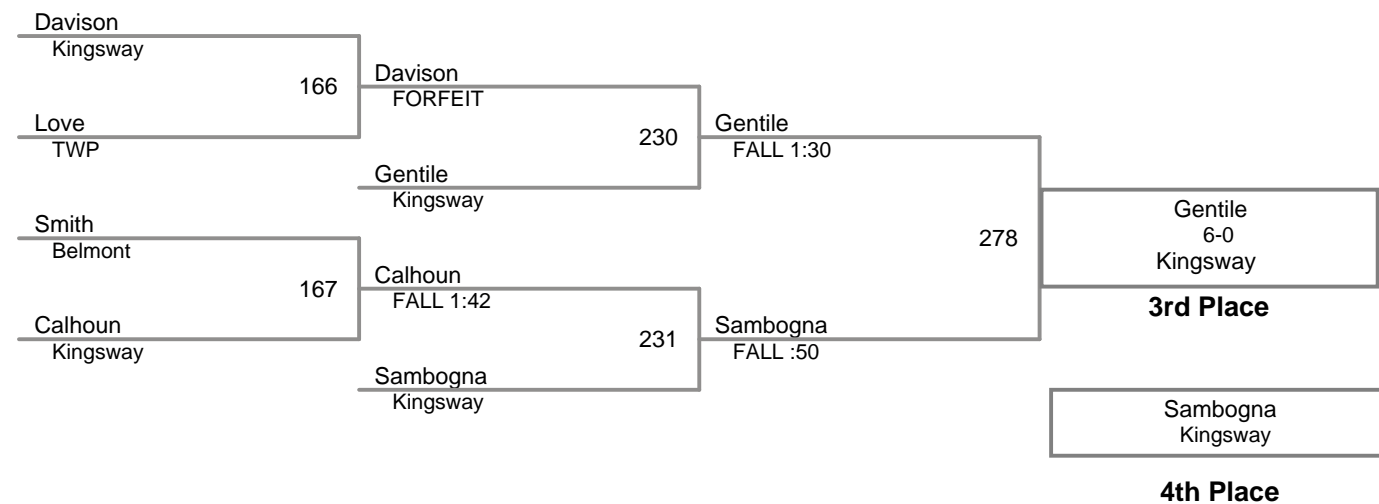 Davison
Kingsway
166
Davison
FORFEIT
Love
TWP
230
Gentile
FALL 1:30
Gentile
Kingsway
Smith
Belmont
278
Gentile
6-0
Kingsway
3rd Place
167
Calhoun
FALL 1:42
Calhoun
Kingsway
231
Sambogna
FALL :50
Sambogna
Kingsway
Sambogna
Kingsway
4th Place